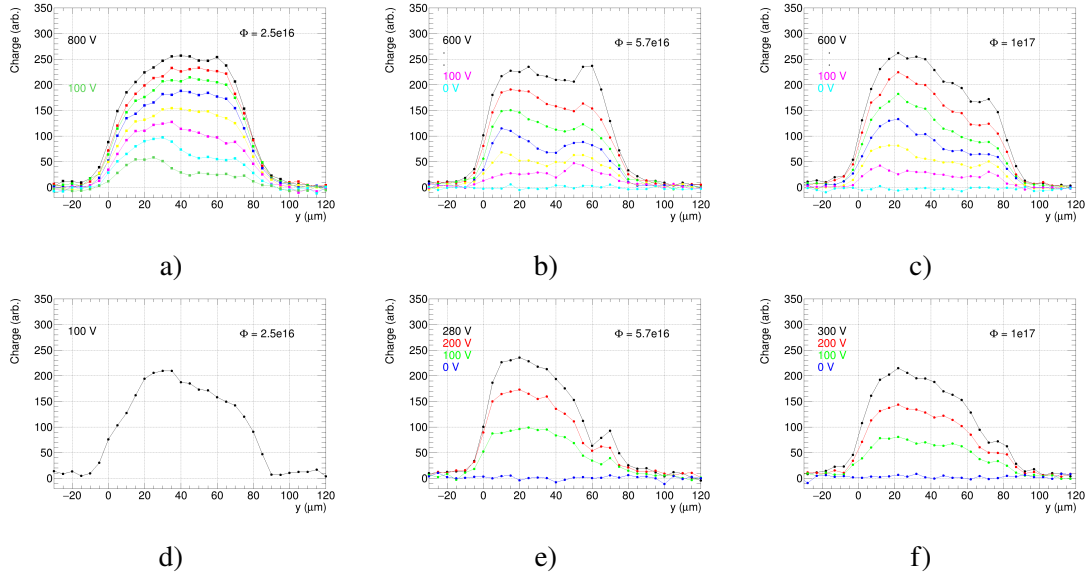 Charge (arb.)
350
300
250
200
150
100
50
0
800 V
100 V
Φ = 2.5e16
−20 0 20 40 60 80 100 120
y (μm)
a)
Charge (arb.)
350
300
250
200
150
100
50
0
600 V
100 V
0 V
Φ = 5.7e16
−20 0 20 40 60 80 100 120
y (μm)
b)
Charge (arb.)
350
300
250
200
150
100
50
0
600 V
100 V
0 V
Φ = 1e17
−20 0 20 40 60 80 100 120
y (μm)
c)
Charge (arb.)
350
300
250
200
150
100
50
0
100 V
Φ = 2.5e16
−20 0 20 40 60 80 100 120
y (μm)
d)
Charge (arb.)
350
300
250
200
150
100
50
0
280 V
200 V
100 V
0 V
Φ = 5.7e16
−20 0 20 40 60 80 100 120
y (μm)
e)
Charge (arb.)
350
300
250
200
150
100
50
0
300 V
200 V
100 V
0 V
Φ = 1e17
−20 0 20 40 60 80 100 120
y (μm)
f)